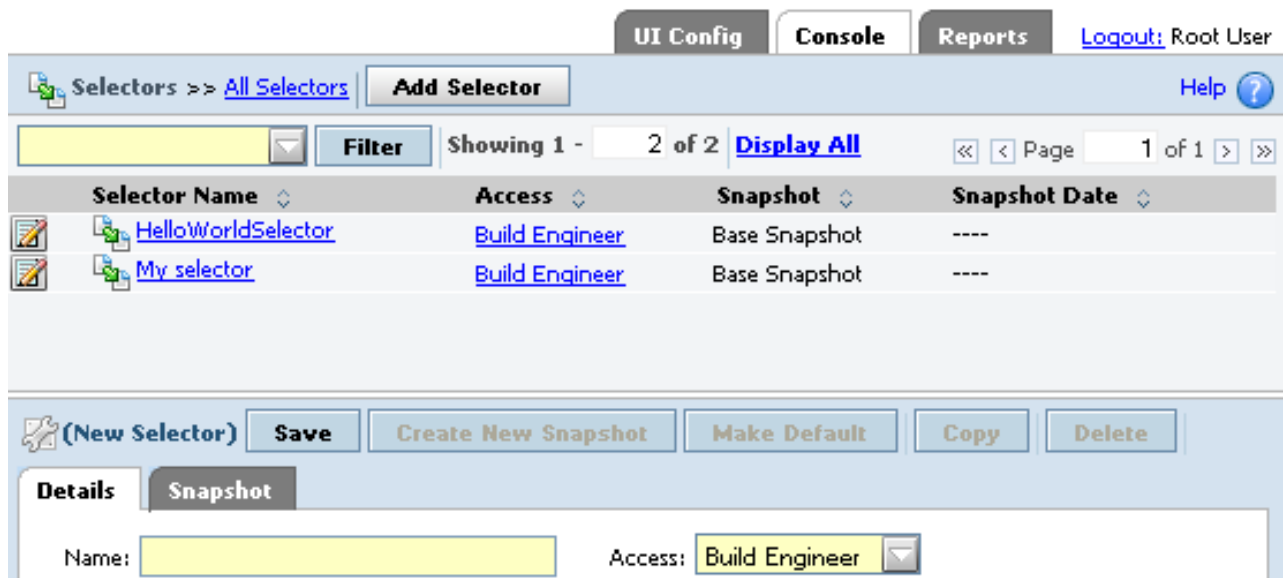 UI Config Console Reports Logout: Root User
Selectors >> All Selectors Add Selector Help ?
Filter Showing 1 - 2 of 2 Display All << < Page 1 of 1 > >>
Selector Name Access Snapshot Snapshot Date
HelloWorldSelector Build Engineer Base Snapshot ----
My selector Build Engineer Base Snapshot ----
(New Selector) Save Create New Snapshot Make Default Copy Delete
Details Snapshot
Name: Access: Build Engineer